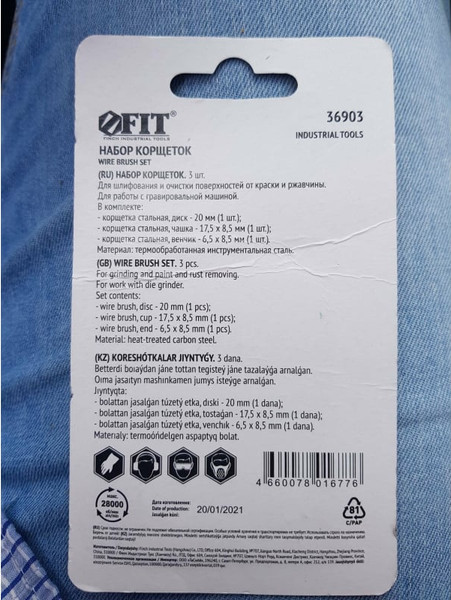 FIT®
FINCH INDUSTRIAL TOOLS
36903
INDUSTRIAL TOOLS
НАБОР КОРЩЕТОК
WIRE BRUSH SET
(RU) НАБОР КОРЩЕТОК. 3 шт.
Для шлифования и очистки поверхностей от краски и ржавчины.
Для работы с гравировальной машиной.
В комплекте:
- корщетка стальная, диск - 20 мм (1 шт.);
- корщетка стальная, чашка - 17,5 x 8,5 мм (1 шт.);
- корщетка стальная, венчик - 6,5 x 8,5 мм (1 шт.).
Материал: термообработанная инструментальная сталь.
(GB) WIRE BRUSH SET. 3 pcs.
For grinding and paint and rust removing.
For work with die grinder.
Set contents:
- wire brush, disc - 20 mm (1 pcs);
- wire brush, cup - 17,5 x 8,5 mm (1 pcs);
- wire brush, end - 6,5 x 8,5 mm (1 pcs).
Material: heat-treated carbon steel.
(KZ) KORESHÓTKALAR JIYNTYǴY. 3 dana.
Betterdi boıaýdan jáne tottan tegisteý jáne tazalaýǵa arnalǵan.
Oıma jasaıtyn mashınkamen jumys isteýge arnalǵan.
Jıyntyqta:
- bolattan jasalǵan túzetý etka, dıski - 20 mm (1 dana);
- bolattan jasalǵan túzetý etka, tostaǵan - 17,5 x 8,5 mm (1 dana);
- bolattan jasalǵan túzetý etka, venchık - 6,5 x 8,5 mm (1 dana).
Materıaly: termoóńdelgen aspaptyq bolat.
4 660078 016776
МАКС.
28000
Дата изготовления:
Date of production:
Jasalǵan kúni:
20/01/2021
81
C/PAP